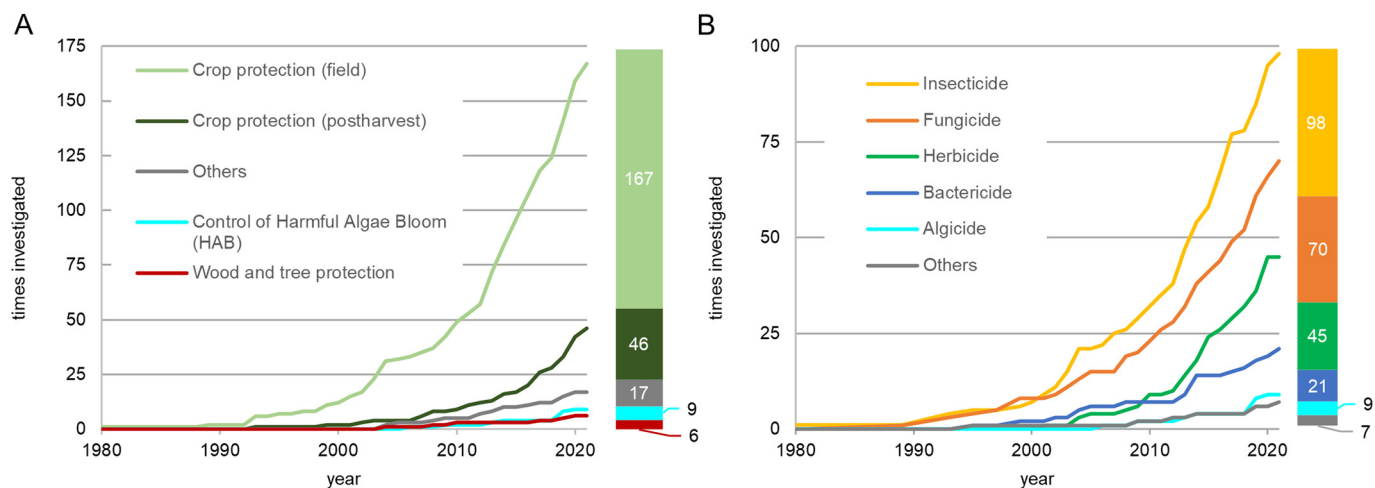 A
175
150
125
100
75
50
25
0
times investigated
1980
1990
2000
2010
2020
year
Crop protection (field)
Crop protection (postharvest)
Others
Control of Harmful Algae Bloom
(HAB)
Wood and tree protection
167
46
17
9
6
B
100
75
50
25
0
times investigated
1980
1990
2000
2010
2020
year
Insecticide
Fungicide
Herbicide
Bactericide
Algicide
Others
98
70
45
21
9
7